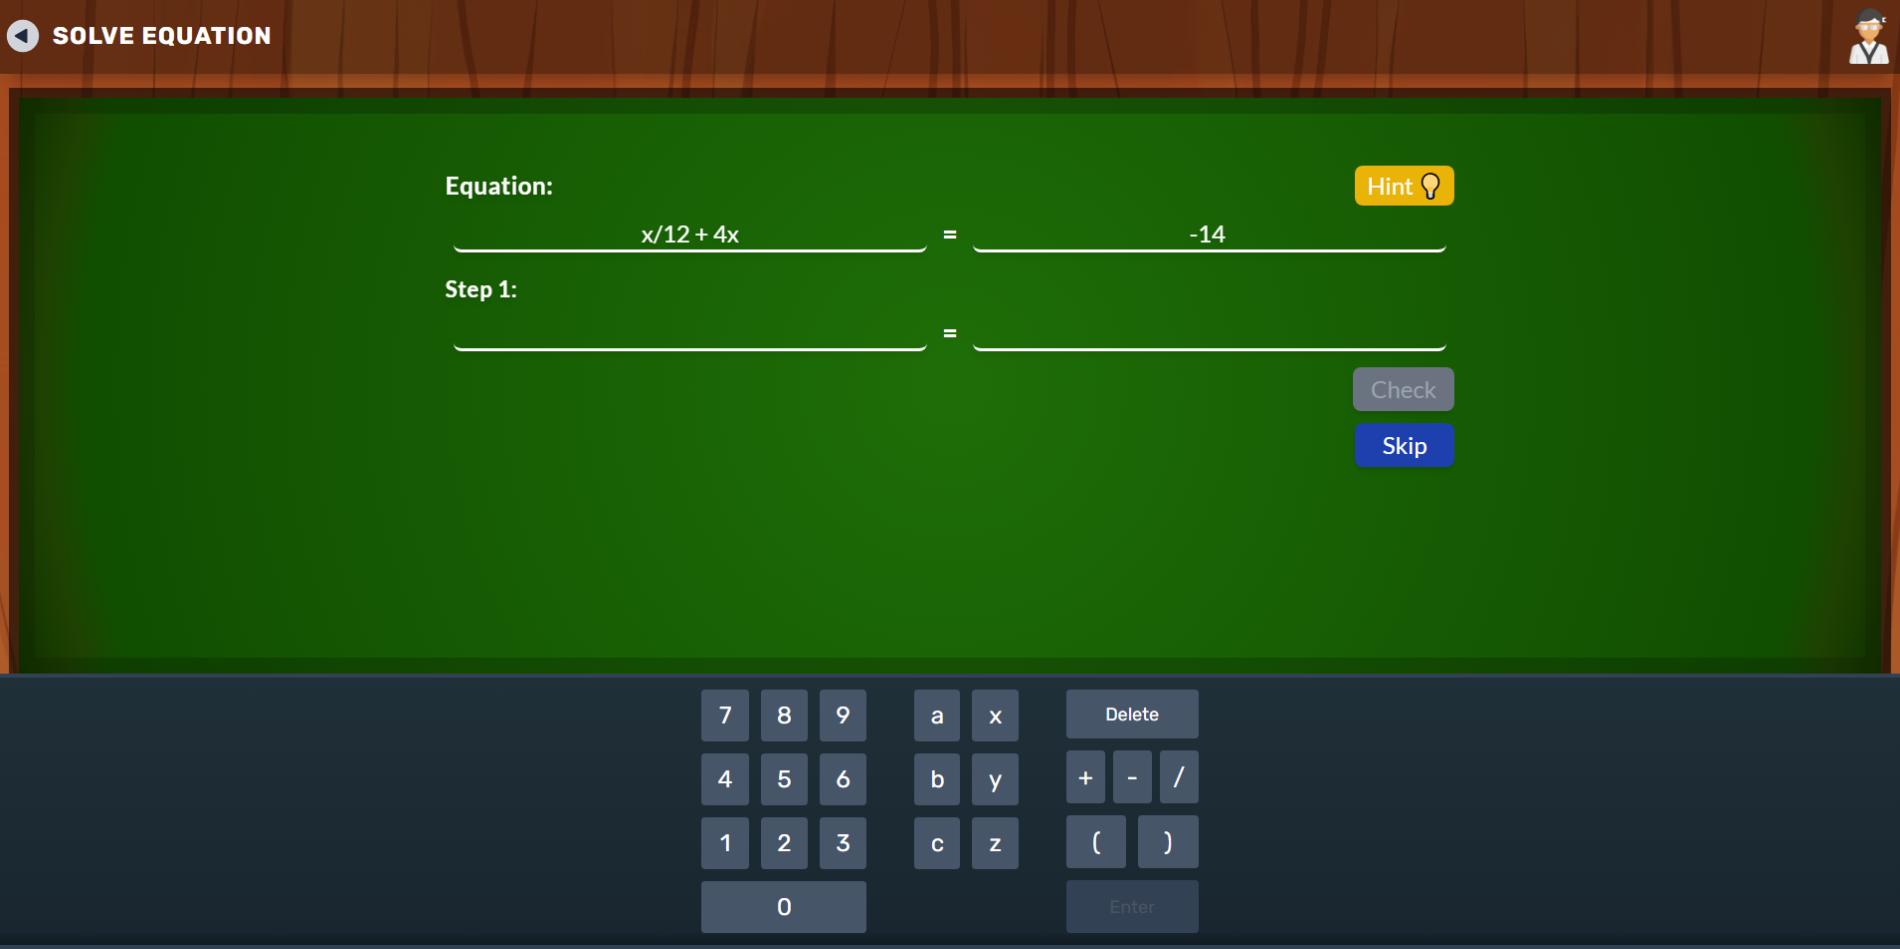 SOLVE EQUATION
Equation:
Hint
x/12 + 4x = -14
Step 1:
=
Check
Skip
7 8 9 a x Delete
4 5 6 b y + - /
1 2 3 c z ( )
0 Enter